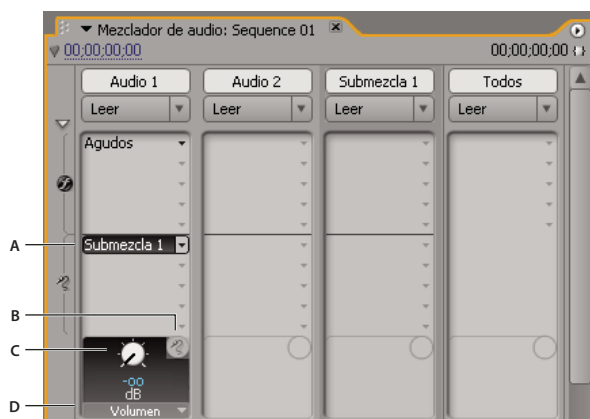 Mezclador de audio: Sequence 01
00;00;00;00
00;00;00;00
Audio 1
Audio 2
Submezcla 1
Todos
Leer
Leer
Leer
Leer
Agudos
A
Submezcla 1
B
C
-oo
dB
D
Volumen